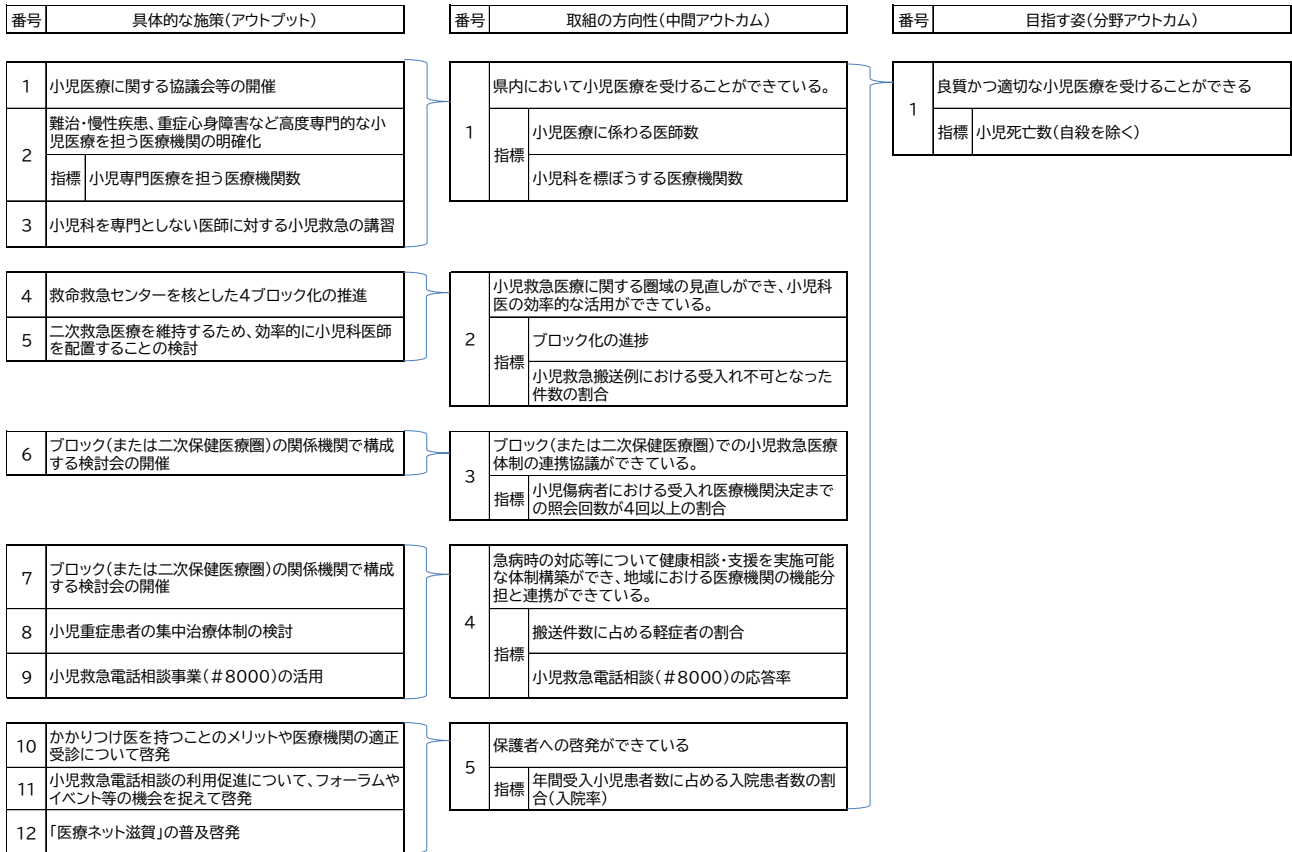 番号 具体的な施策(アウトプット)
1 小児医療に関する協議会等の開催
2 難治・慢性疾患、重症心身障害など高度専門的な小
児医療を担う医療機関の明確化
指標 小児専門医療を担う医療機関数
3 小児科を専門としない医師に対する小児救急の講習
4 救命救急センターを核とした4ブロック化の推進
5 二次救急医療を維持するため、効率的に小児科医師
を配置することの検討
6 ブロック(または二次保健医療圏)の関係機関で構成
する検討会の開催
7 ブロック(または二次保健医療圏)の関係機関で構成
する検討会の開催
8 小児重症患者の集中治療体制の検討
9 小児救急電話相談事業(#8000)の活用
10 かかりつけ医を持つことのメリットや医療機関の適正
受診について啓発
11 小児救急電話相談の利用促進について、フォーラムや
イベント等の機会を捉えて啓発
12 「医療ネット滋賀」の普及啓発
番号 取組の方向性(中間アウトカム)
1 県内において小児医療を受けることができている。
指標 小児医療に係わる医師数
小児科を標ぼうする医療機関数
2 小児救急医療に関する圏域の見直しができ、小児科
医の効率的な活用ができている。
指標 ブロック化の進捗
小児救急搬送例における受入れ不可となった
件数の割合
3 ブロック(または二次保健医療圏)での小児救急医療
体制の連携協議ができている。
指標 小児傷病者における受入れ医療機関決定まで
の照会回数が4回以上の割合
4 急病時の対応等について健康相談・支援を実施可能
な体制構築ができ、地域における医療機関の機能分
担と連携ができている。
指標 搬送件数に占める軽症者の割合
小児救急電話相談(#8000)の応答率
5 保護者への啓発ができている
指標 年間受入小児患者数に占める入院患者数の割
合(入院率)
番号 目指す姿(分野アウトカム)
1 良質かつ適切な小児医療を受けることができる
指標 小児死亡数(自殺を除く)